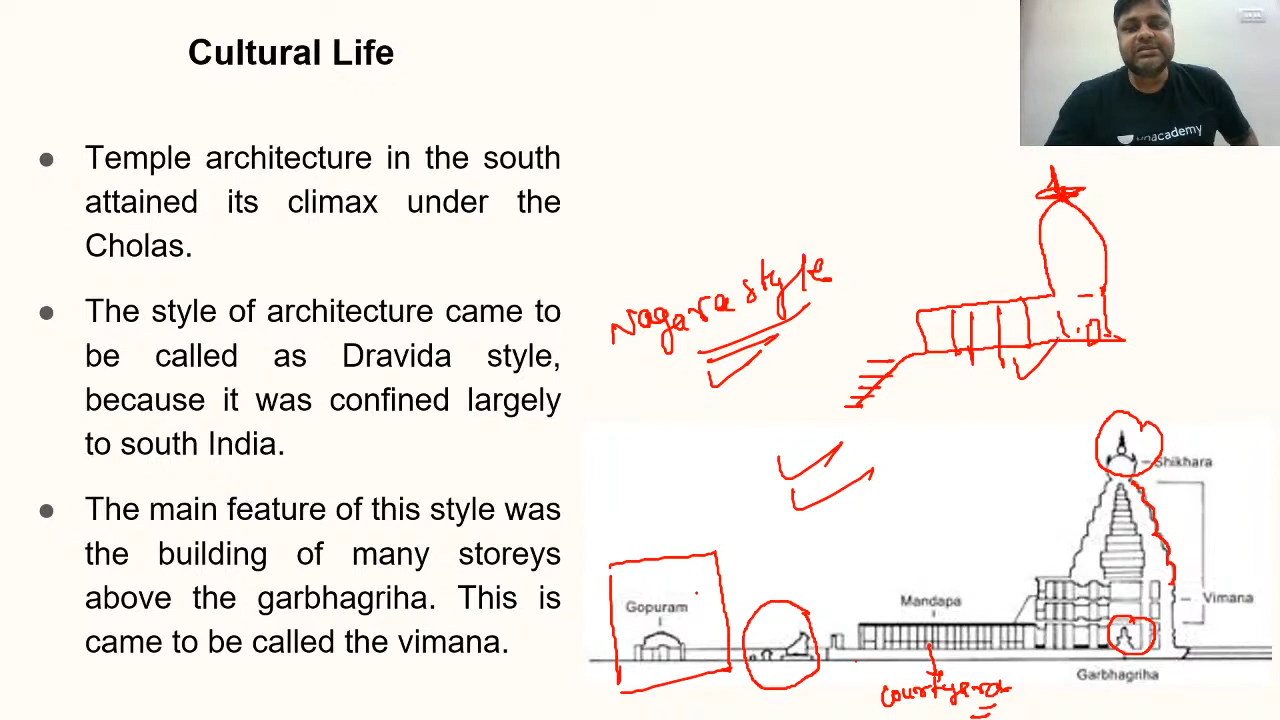 Cultural Life
unacademy
● Temple architecture in the south
attained its climax under the
Cholas.
● The style of architecture came to
be called as Dravida style,
because it was confined largely
to south India.
● The main feature of this style was
the building of many storeys
above the garbhagriha. This is
came to be called the vimana.
Nagara style
Shikhara
Vimana
Mandapa
Gopuram
Garbhagriha
courtyard